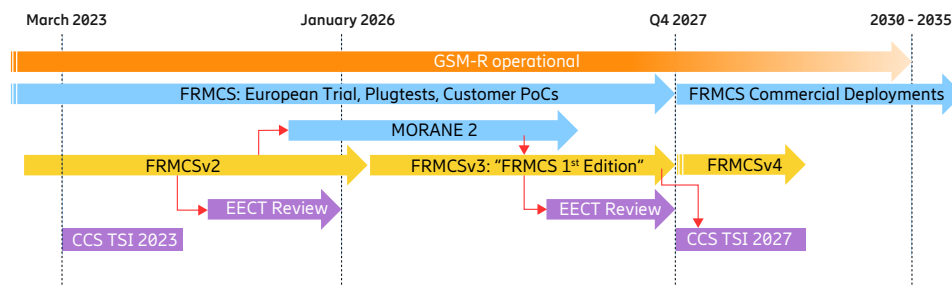 March 2023
January 2026
Q4 2027
2030 - 2035
GSM-R operational
FRMCS: European Trial, Plugtests, Customer PoCs
FRMCS Commercial Deployments
MORANE 2
FRMCSv2
FRMCSv3: “FRMCS 1st Edition”
FRMCSv4
EECT Review
EECT Review
CCS TSI 2023
CCS TSI 2027